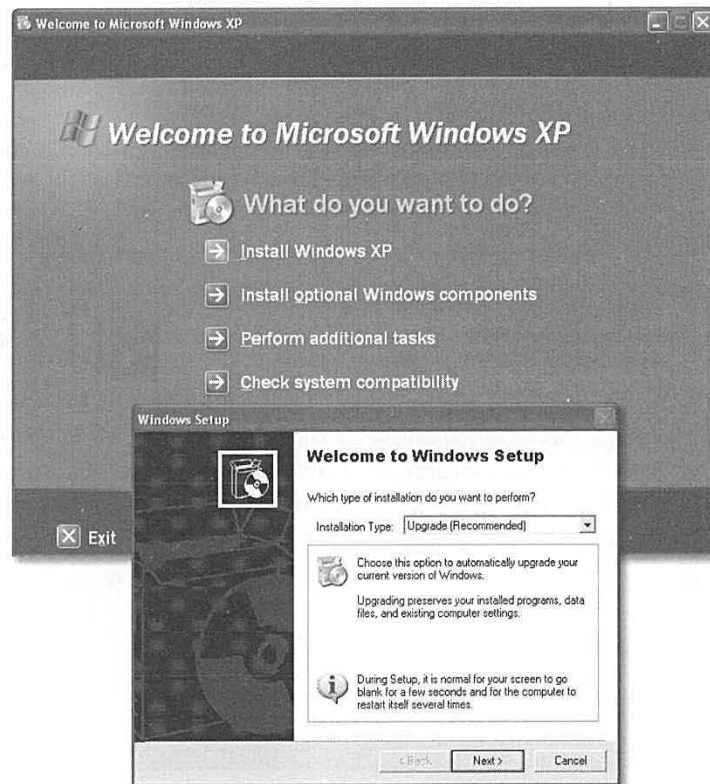 Welcome to Microsoft Windows XP
Welcome to Microsoft Windows XP
What do you want to do?
Install Windows XP
Install optional Windows components
Perform additional tasks
Check system compatibility
Exit
Windows Setup
Welcome to Windows Setup
Which type of installation do you want to perform?
Installation Type: Upgrade (Recommended)
Choose this option to automatically upgrade your
current version of Windows.
Upgrading preserves your installed programs, data
files, and existing computer settings.
During Setup, it is normal for your screen to go
blank for a few seconds and for the computer to
restart itself several times.
< Back Next > Cancel